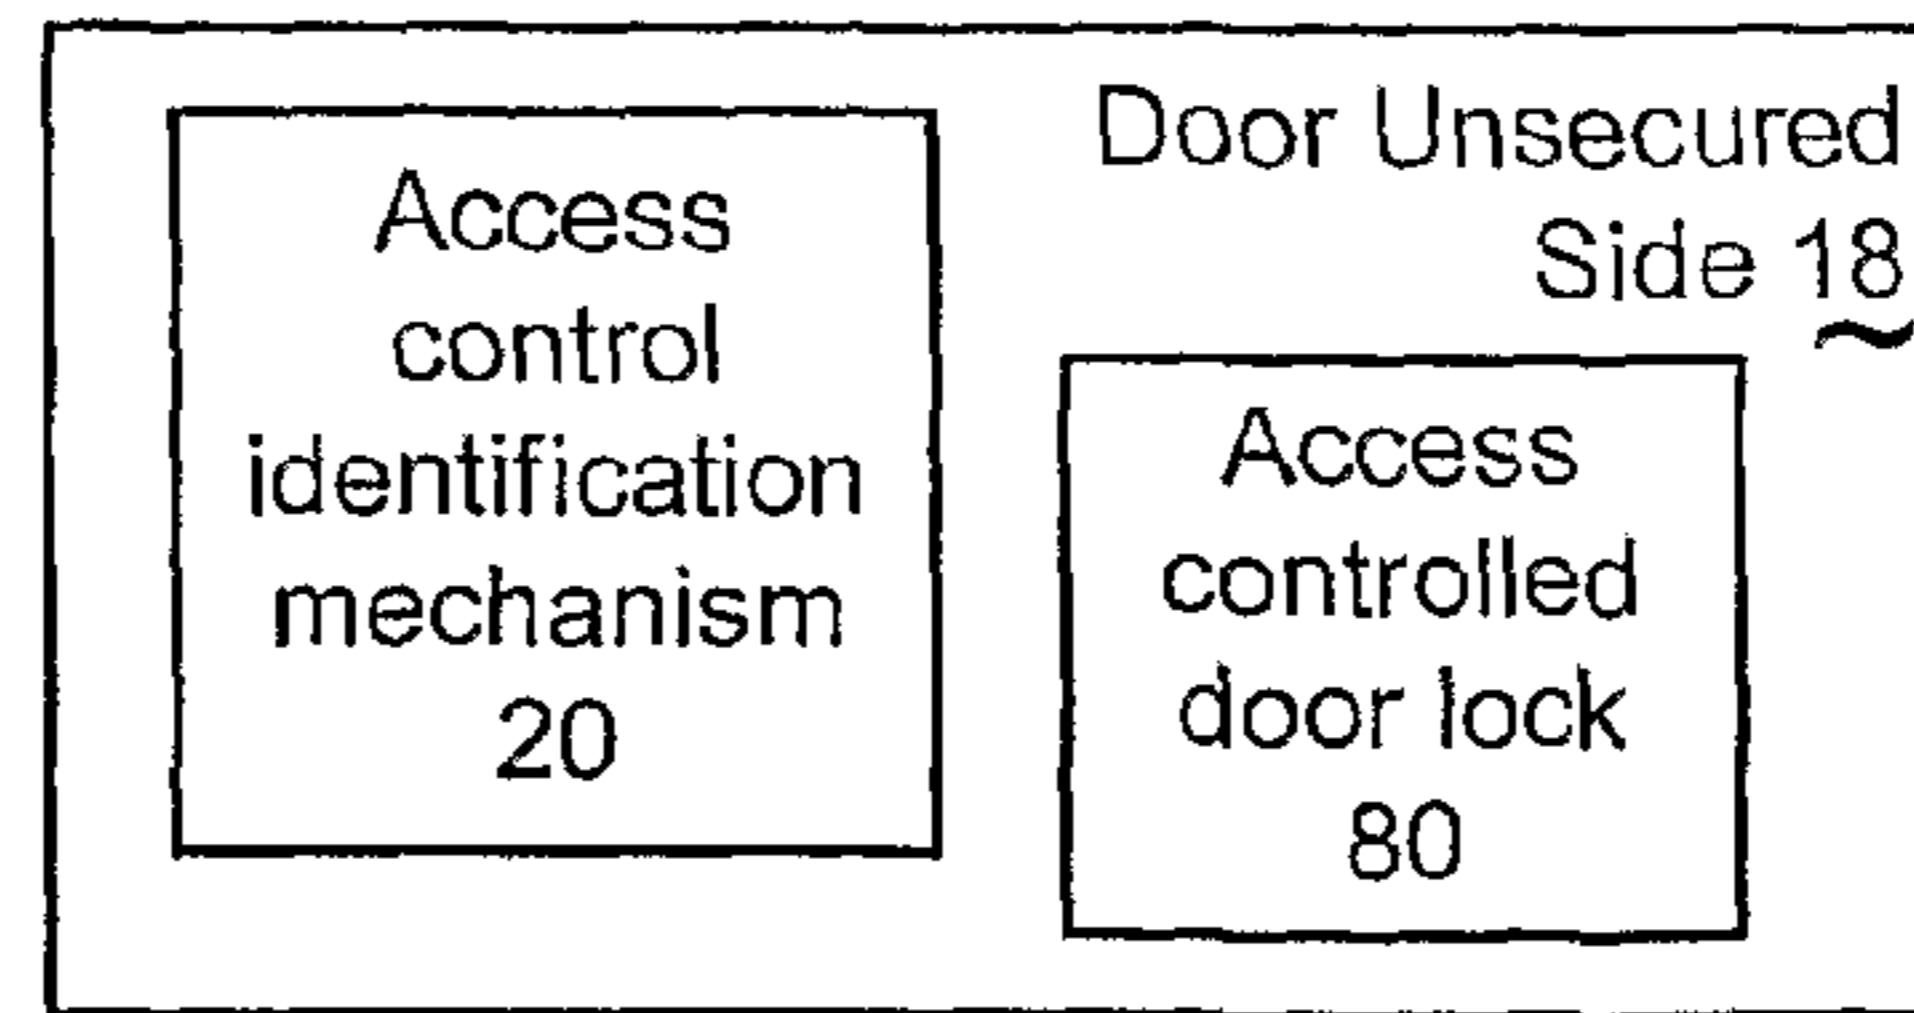 Door Unsecured
Side 18
Access
control
identification
mechanism
20
Access
controlled
door lock
80